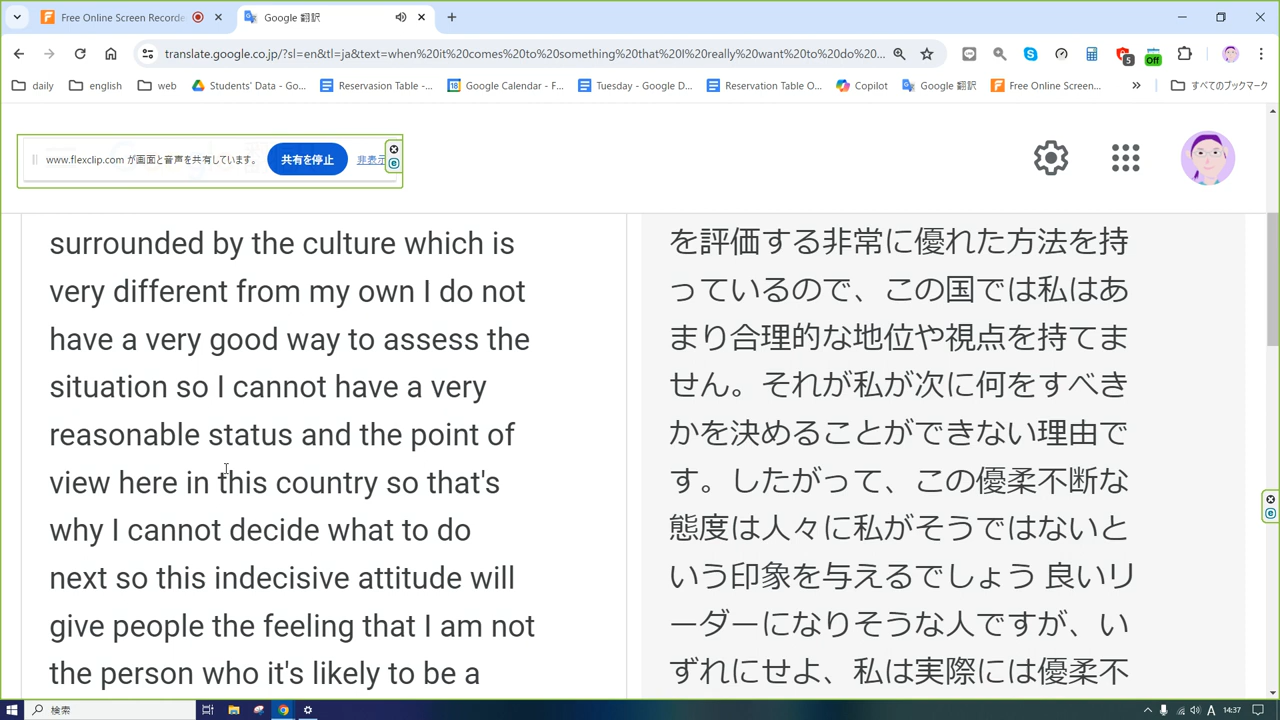 Free Online Screen Recorde
Google 翻訳
translate.google.co.jp/?sl=en&tl=ja&text=when%20it%20comes%20to%20something%20that%20I%20really%20want%20to%20do%20...
5
Off
daily
english
web
Students' Data - Go...
Reservasion Table -...
Google Calendar - F...
Tuesday - Google D...
Reservation Table O...
Copilot
Google 翻訳
Free Online Screen...
すべてのブックマーク
www.flexclip.com が画面と音声を共有しています。
共有を停止
非表示
surrounded by the culture which is
very different from my own I do not
have a very good way to assess the
situation so I cannot have a very
reasonable status and the point of
view here in this country so that's
why I cannot decide what to do
next so this indecisive attitude will
give people the feeling that I am not
the person who it's likely to be a
を評価する非常に優れた方法を持
っているので、この国では私はあ
まり合理的な地位や視点を持てま
せん。それが私が次に何をすべき
かを決めることができない理由で
す。したがって、この優柔不断な
態度は人々に私がそうではないと
いう印象を与えるでしょう 良いリ
ーダーになりそうな人ですが、い
ずれにせよ、私は実際には優柔不
検索
A
14:37